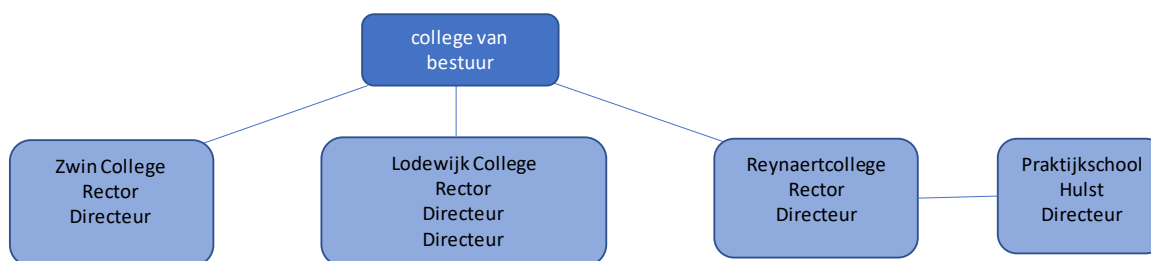 college van
bestuur
Zwin College
Rector
Directeur
Lodewijk College
Rector
Directeur
Directeur
Reynaertcollege
Rector
Directeur
Praktijkschool
Hulst
Directeur